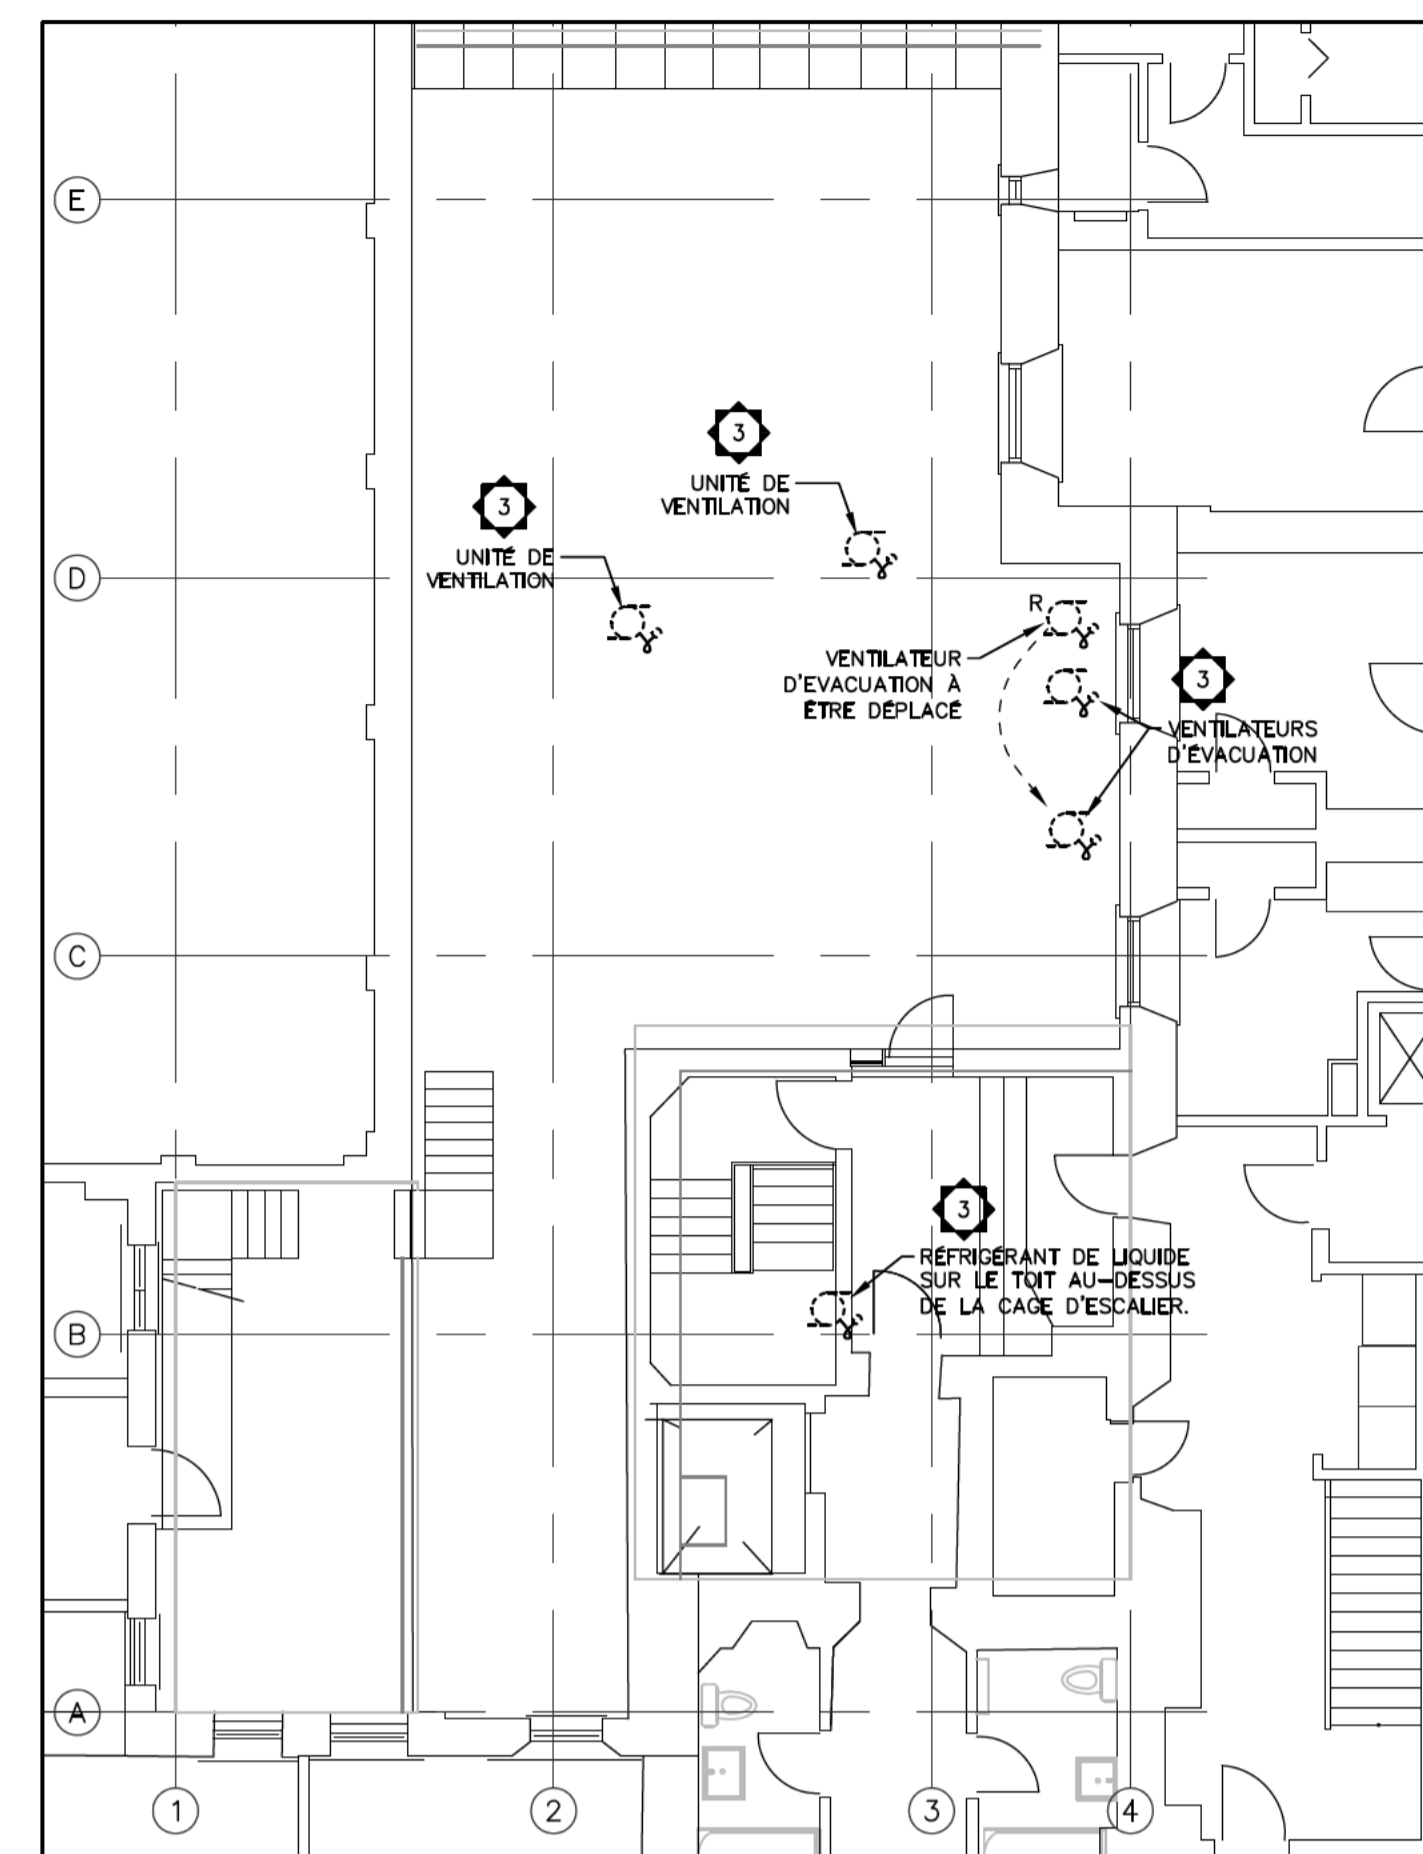 E
3
UNITÉ DE
VENTILATION
3
UNITÉ DE
VENTILATION
D
R
VENTILATEUR
D'EVACUATION À
ÊTRE DÉPLACÉ
3
VENTILATEURS
D'ÉVACUATION
C
3
RÉFRIGÉRANT DE LIQUIDE
SUR LE TOIT AU-DESSUS
DE LA CAGE D'ESCALIER.
B
A
1
2
3
4